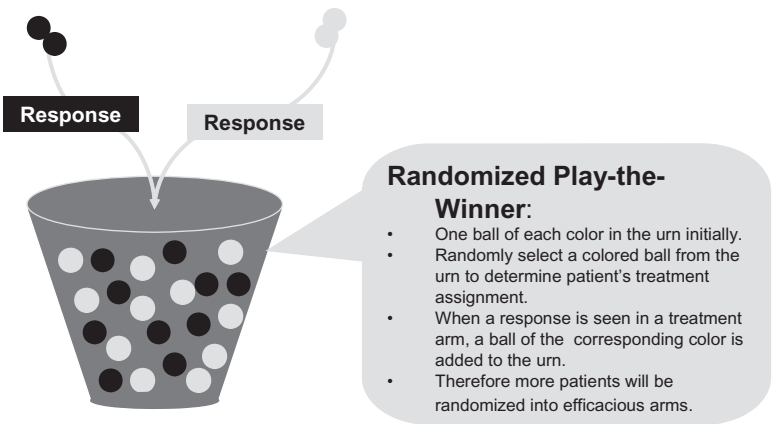 Response
Response
Randomized Play-the-
Winner:
• One ball of each color in the urn initially.
• Randomly select a colored ball from the
urn to determine patient's treatment
assignment.
• When a response is seen in a treatment
arm, a ball of the corresponding color is
added to the urn.
• Therefore more patients will be
randomized into efficacious arms.